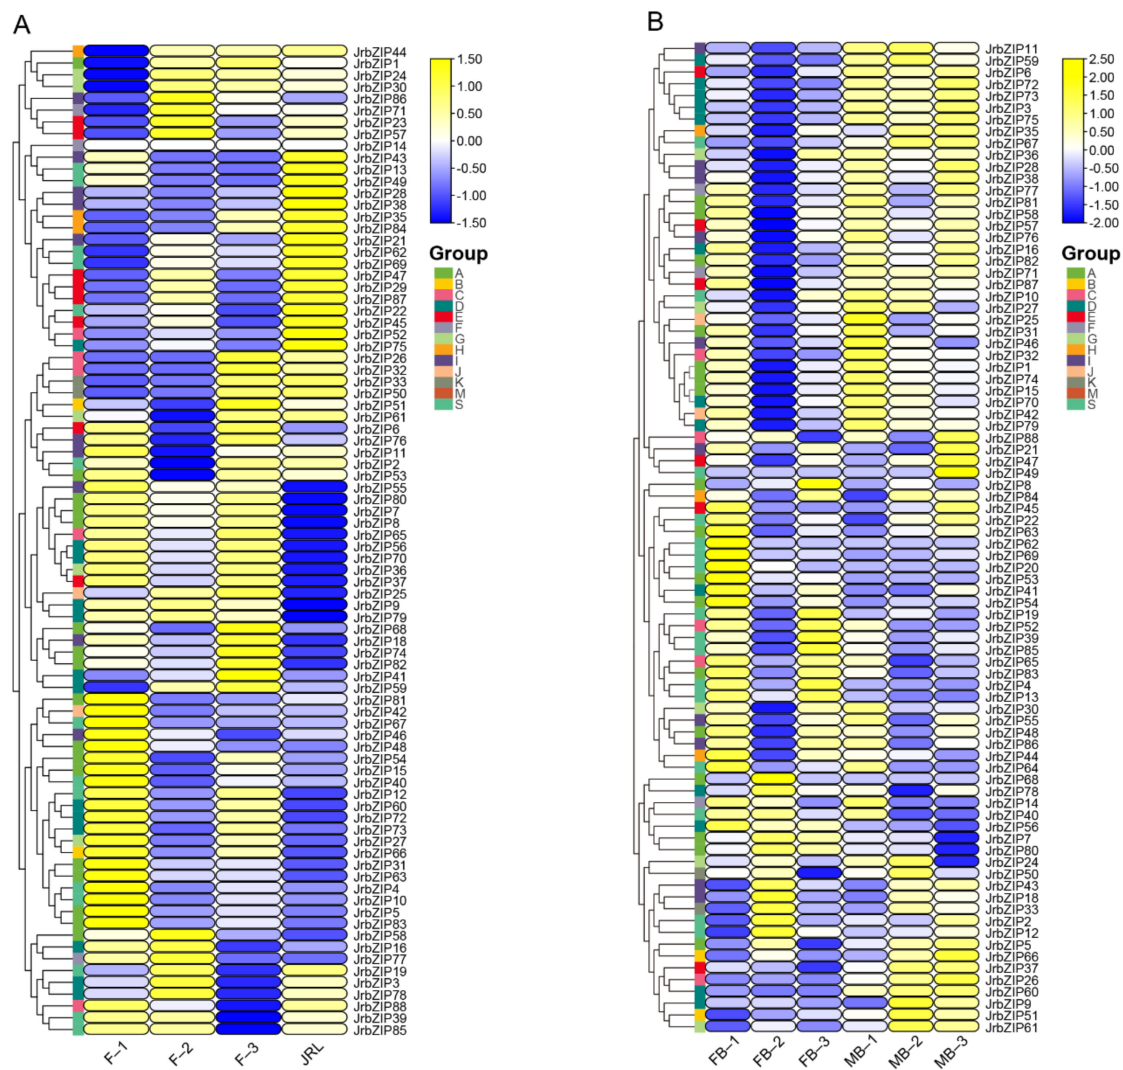 A
JrbZIP44
JrbZIP1
JrbZIP24
JrbZIP30
JrbZIP86
JrbZIP71
JrbZIP23
JrbZIP57
JrbZIP14
JrbZIP43
JrbZIP13
JrbZIP49
JrbZIP28
JrbZIP38
JrbZIP35
JrbZIP84
JrbZIP21
JrbZIP62
JrbZIP69
JrbZIP47
JrbZIP29
JrbZIP87
JrbZIP22
JrbZIP45
JrbZIP52
JrbZIP75
JrbZIP26
JrbZIP32
JrbZIP33
JrbZIP50
JrbZIP51
JrbZIP61
JrbZIP6
JrbZIP76
JrbZIP11
JrbZIP2
JrbZIP53
JrbZIP55
JrbZIP80
JrbZIP7
JrbZIP8
JrbZIP65
JrbZIP56
JrbZIP70
JrbZIP36
JrbZIP37
JrbZIP25
JrbZIP9
JrbZIP79
JrbZIP68
JrbZIP18
JrbZIP74
JrbZIP82
JrbZIP41
JrbZIP59
JrbZIP81
JrbZIP42
JrbZIP67
JrbZIP46
JrbZIP48
JrbZIP54
JrbZIP15
JrbZIP40
JrbZIP12
JrbZIP60
JrbZIP72
JrbZIP73
JrbZIP27
JrbZIP66
JrbZIP31
JrbZIP63
JrbZIP4
JrbZIP10
JrbZIP5
JrbZIP83
JrbZIP58
JrbZIP16
JrbZIP77
JrbZIP19
JrbZIP3
JrbZIP78
JrbZIP88
JrbZIP39
JrbZIP85
F−1
F−2
F−3
JRL
1.50
1.00
0.50
0.00
-0.50
-1.00
-1.50
Group
A
B
C
D
E
F
G
H
I
J
K
M
S
B
JrbZIP11
JrbZIP59
JrbZIP6
JrbZIP72
JrbZIP73
JrbZIP3
JrbZIP75
JrbZIP35
JrbZIP67
JrbZIP36
JrbZIP28
JrbZIP38
JrbZIP77
JrbZIP81
JrbZIP58
JrbZIP57
JrbZIP76
JrbZIP16
JrbZIP82
JrbZIP71
JrbZIP87
JrbZIP10
JrbZIP27
JrbZIP25
JrbZIP31
JrbZIP46
JrbZIP32
JrbZIP1
JrbZIP74
JrbZIP15
JrbZIP70
JrbZIP42
JrbZIP79
JrbZIP88
JrbZIP21
JrbZIP47
JrbZIP49
JrbZIP8
JrbZIP84
JrbZIP45
JrbZIP22
JrbZIP63
JrbZIP62
JrbZIP69
JrbZIP20
JrbZIP53
JrbZIP41
JrbZIP54
JrbZIP19
JrbZIP52
JrbZIP39
JrbZIP85
JrbZIP65
JrbZIP83
JrbZIP4
JrbZIP13
JrbZIP30
JrbZIP55
JrbZIP48
JrbZIP86
JrbZIP44
JrbZIP64
JrbZIP68
JrbZIP78
JrbZIP14
JrbZIP40
JrbZIP56
JrbZIP7
JrbZIP80
JrbZIP24
JrbZIP50
JrbZIP43
JrbZIP18
JrbZIP33
JrbZIP2
JrbZIP12
JrbZIP5
JrbZIP66
JrbZIP37
JrbZIP26
JrbZIP60
JrbZIP9
JrbZIP51
JrbZIP61
FB−1
FB−2
FB−3
MB−1
MB−2
MB−3
2.50
2.00
1.50
1.00
0.50
0.00
-0.50
-1.00
-1.50
-2.00
Group
A
B
C
D
E
F
G
H
I
J
K
M
S